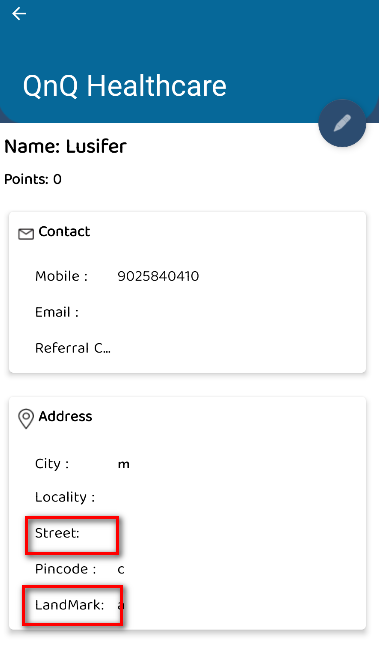 QnQ Healthcare
Name: Lusifer
Points: 0
Contact
Mobile : 9025840410
Email :
Referral C...
Address
City : m
Locality :
Street:
Pincode : c
LandMark: a